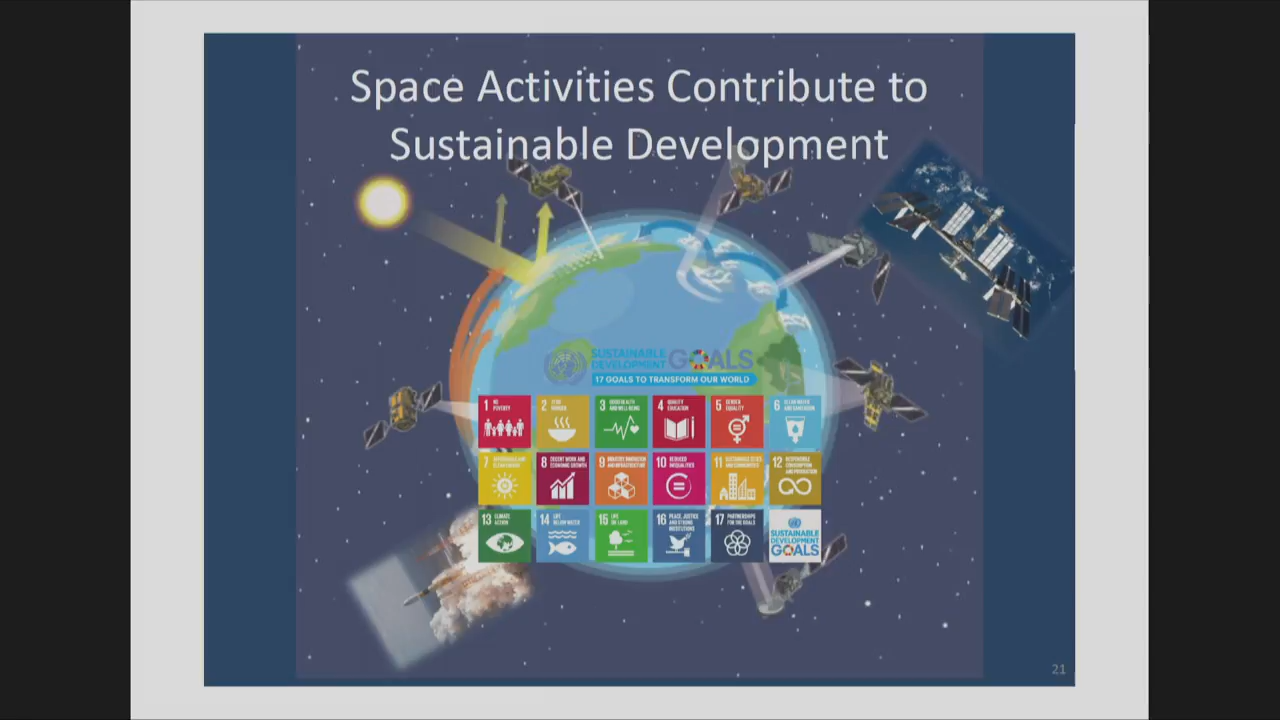 Space Activities Contribute to
Sustainable Development
SUSTAINABLE
DEVELOPMENT
GOALS
17 GOALS TO TRANSFORM OUR WORLD
1 NO
POVERTY
2 ZERO
HUNGER
3 GOOD HEALTH
AND WELL-BEING
4 QUALITY
EDUCATION
5 GENDER
EQUALITY
6 CLEAN WATER
AND SANITATION
7 AFFORDABLE AND
CLEAN ENERGY
8 DECENT WORK AND
ECONOMIC GROWTH
9 INDUSTRY, INNOVATION
AND INFRASTRUCTURE
10 REDUCED
INEQUALITIES
11 SUSTAINABLE CITIES
AND COMMUNITIES
12 RESPONSIBLE
CONSUMPTION
AND PRODUCTION
13 CLIMATE
ACTION
14 LIFE
BELOW WATER
15 LIFE
ON LAND
16 PEACE, JUSTICE
AND STRONG
INSTITUTIONS
17 PARTNERSHIPS
FOR THE GOALS
SUSTAINABLE
DEVELOPMENT
GOALS
21